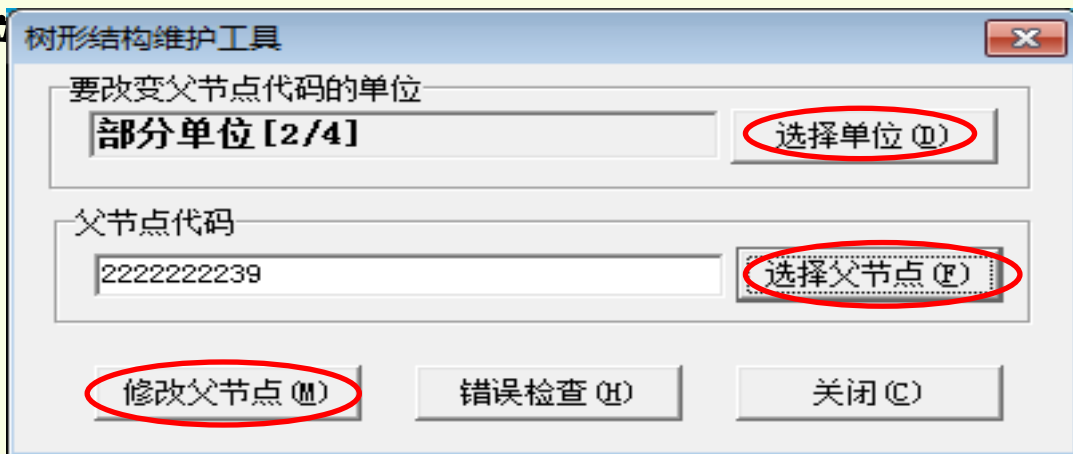 树形结构维护工具
要改变父节点代码的单位
部分单位[2/4]
选择单位(D)
父节点代码
2222222239
选择父节点(F)
修改父节点(M)
错误检查(H)
关闭(C)